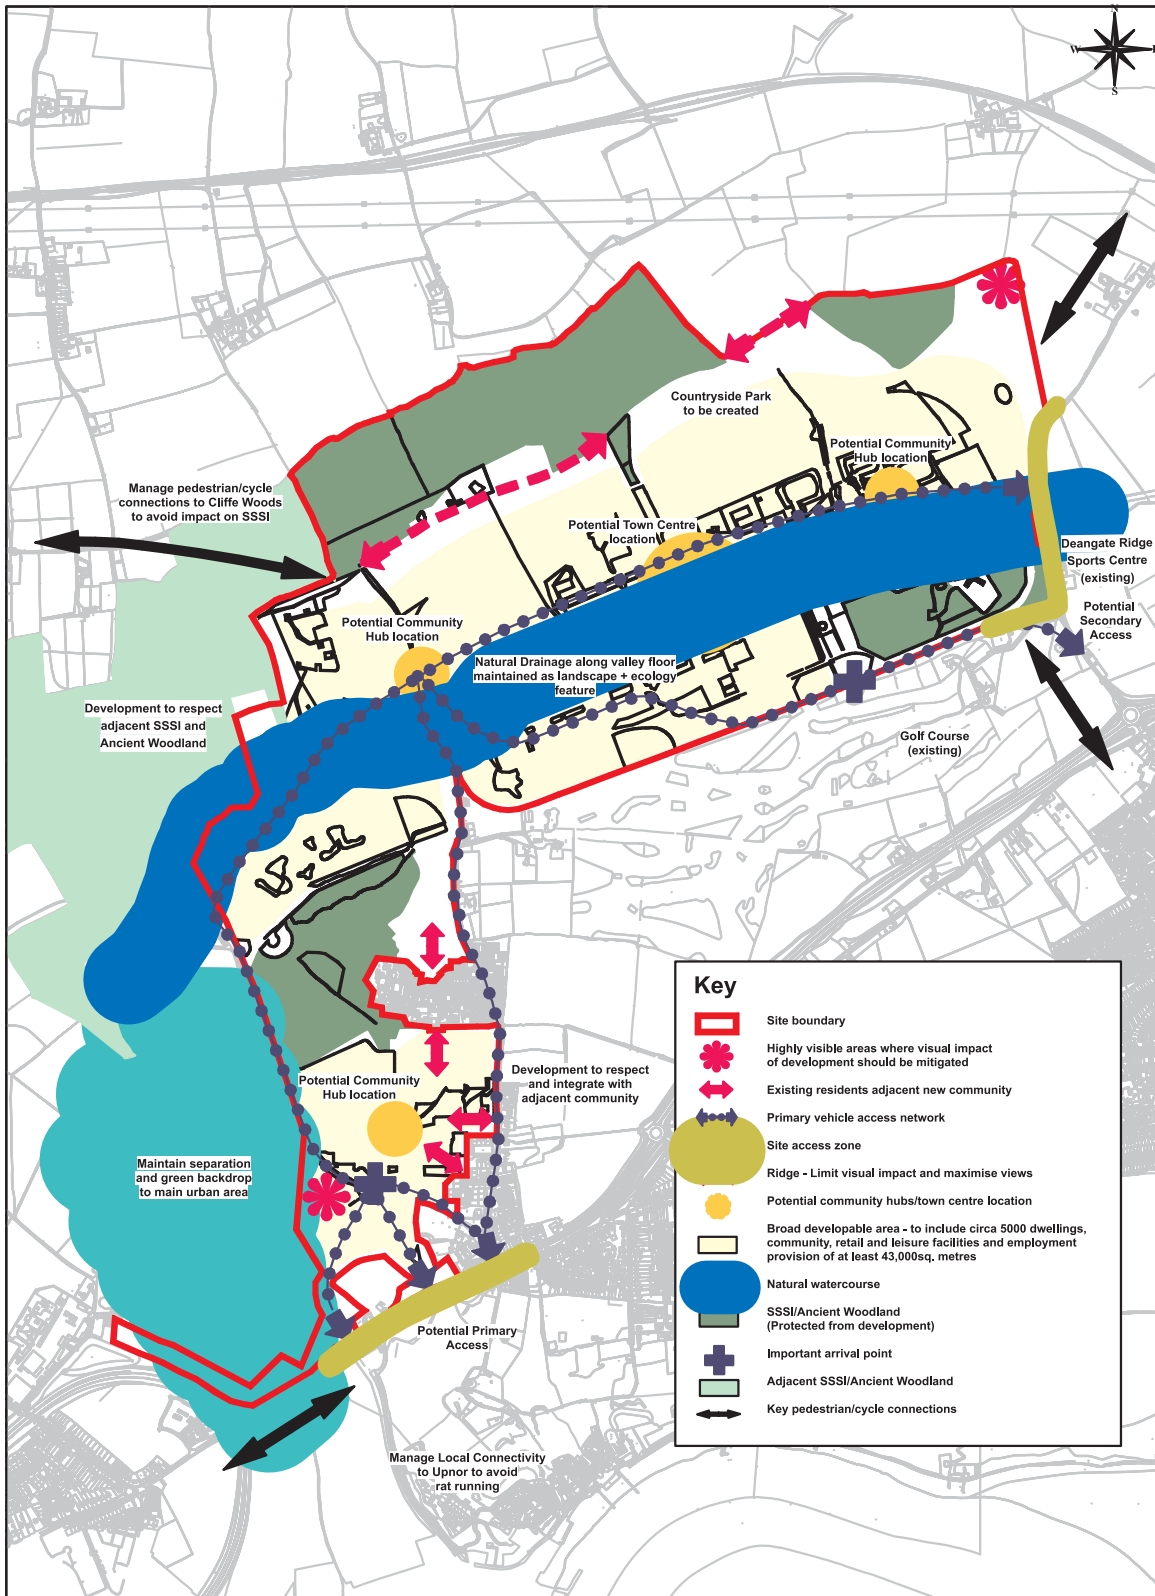 N
W
E
S
Countryside Park
to be created
Potential Community
Hub location
Manage pedestrian/cycle
connections to Cliffe Woods
to avoid impact on SSSI
Potential Town Centre
location
Deangate Ridge
Sports Centre
(existing)
Potential
Secondary
Access
Potential Community
Hub location
Natural Drainage along valley floor
maintained as landscape + ecology
feature
Development to respect
adjacent SSSI and
Ancient Woodland
Golf Course
(existing)
Development to respect
and integrate with
adjacent community
Potential Community
Hub location
Maintain separation
and green backdrop
to main urban area
Potential Primary
Access
Manage Local Connectivity
to Upnor to avoid
rat running
Key
Site boundary
Highly visible areas where visual impact
of development should be mitigated
Existing residents adjacent new community
Primary vehicle access network
Site access zone
Ridge - Limit visual impact and maximise views
Potential community hubs/town centre location
Broad developable area - to include circa 5000 dwellings,
community, retail and leisure facilities and employment
provision of at least 43,000sq. metres
Natural watercourse
SSSI/Ancient Woodland
(Protected from development)
Important arrival point
Adjacent SSSI/Ancient Woodland
Key pedestrian/cycle connections